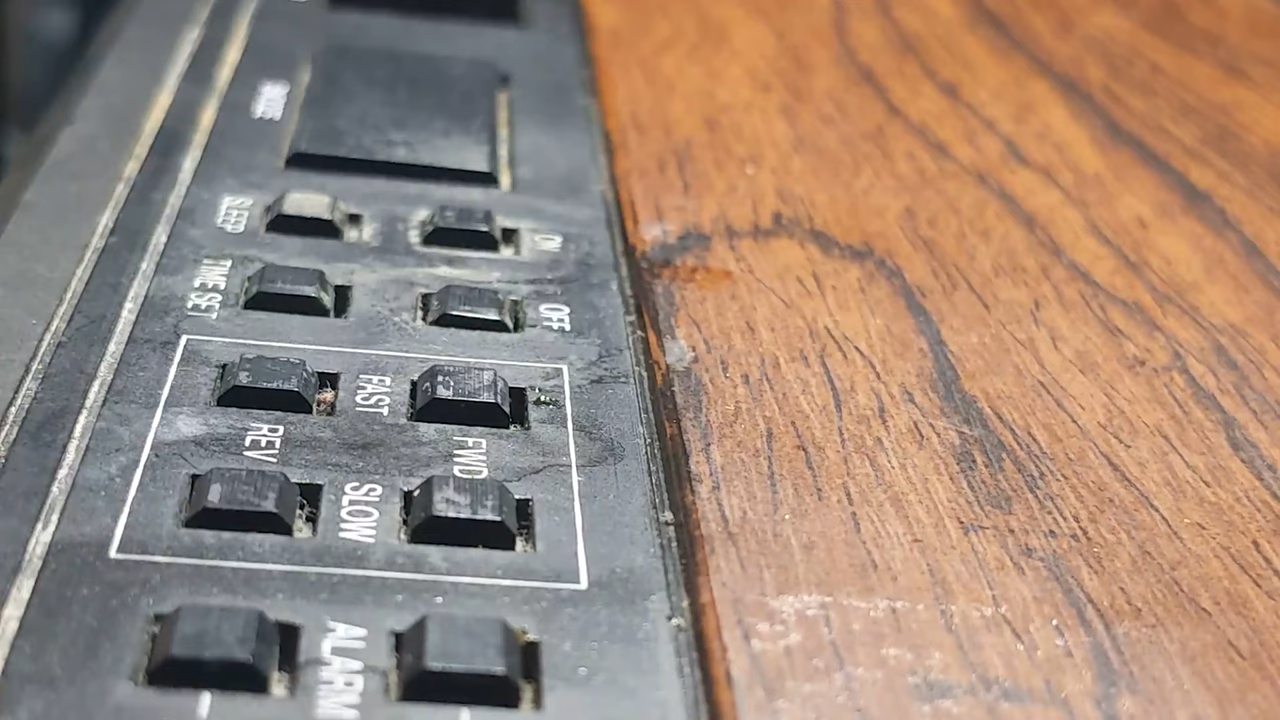 SLEEP
ON
TIME SET
OFF
FAST
REV
FWD
SLOW
ALARM